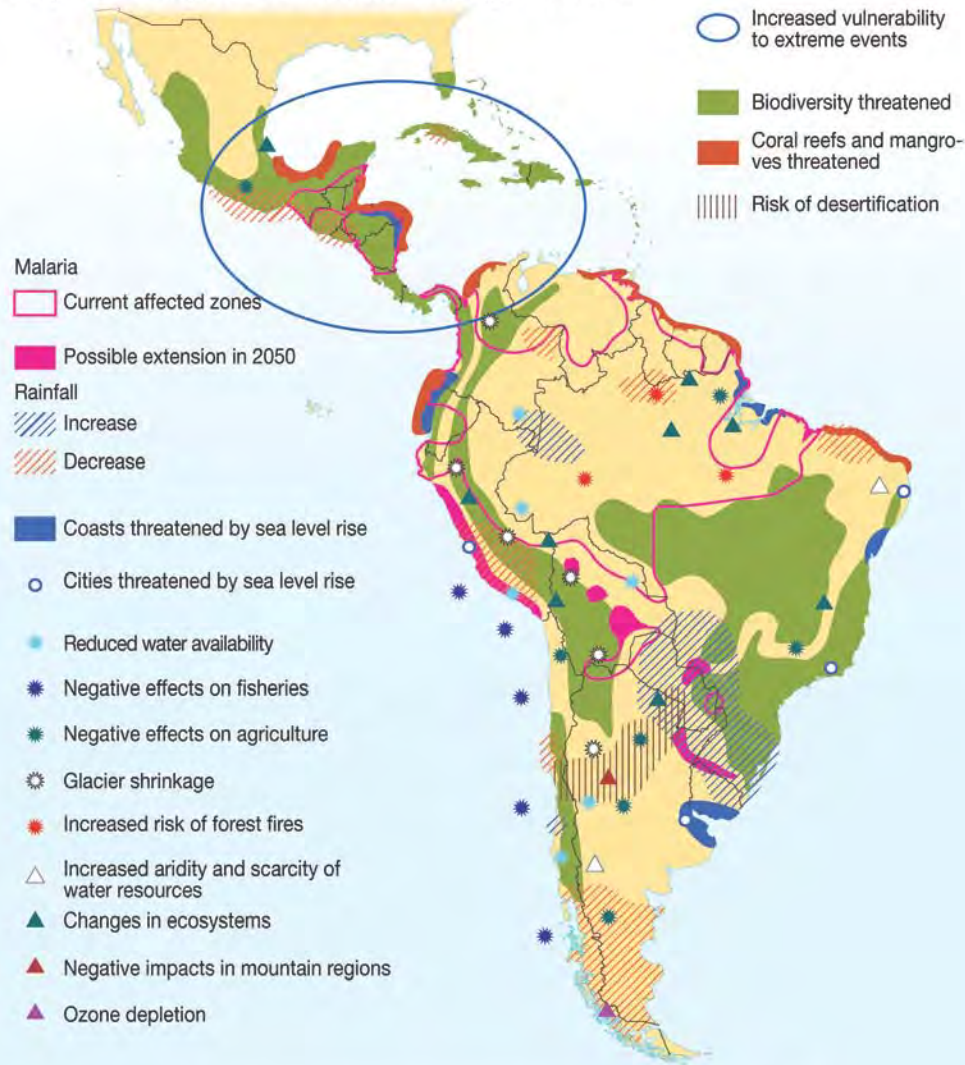 Increased vulnerability
to extreme events
Biodiversity threatened
Coral reefs and mangro-
ves threatened
Risk of desertification
Malaria
Current affected zones
Possible extension in 2050
Rainfall
Increase
Decrease
Coasts threatened by sea level rise
Cities threatened by sea level rise
Reduced water availability
Negative effects on fisheries
Negative effects on agriculture
Glacier shrinkage
Increased risk of forest fires
Increased aridity and scarcity of
water resources
Changes in ecosystems
Negative impacts in mountain regions
Ozone depletion